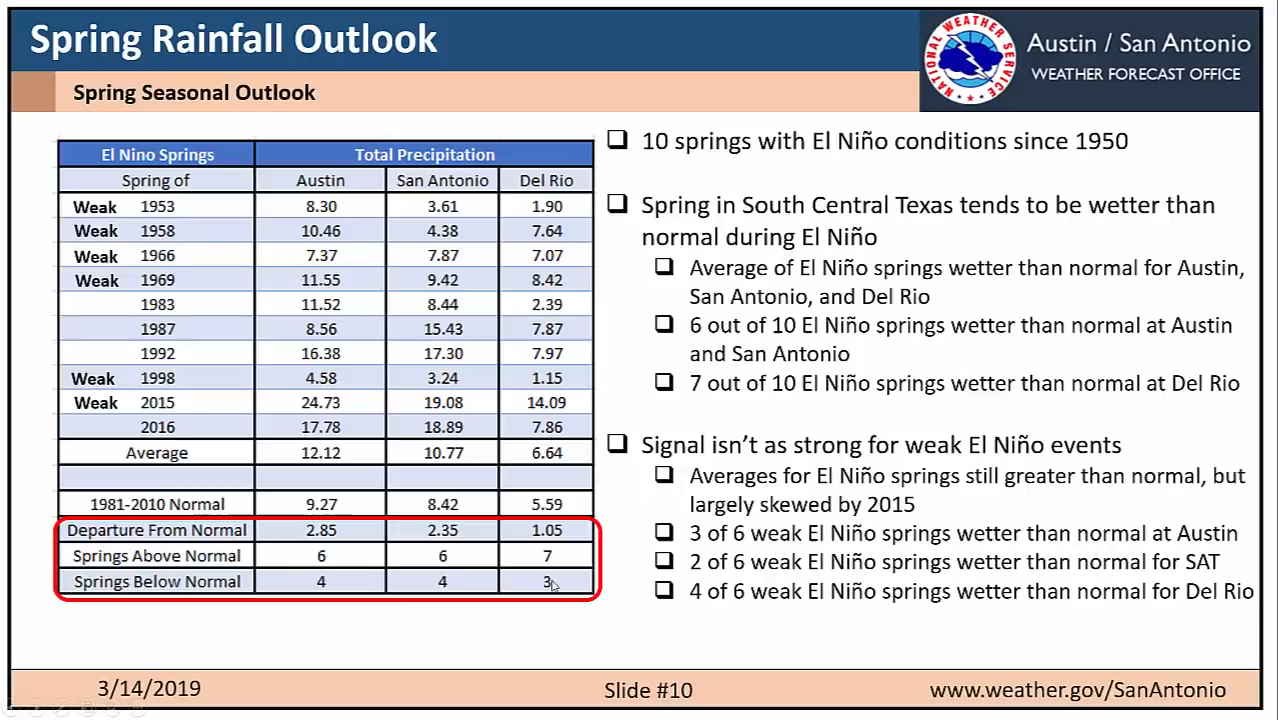 Spring Rainfall Outlook
NATIONAL WEATHER SERVICE
Austin / San Antonio
WEATHER FORECAST OFFICE
Spring Seasonal Outlook
El Nino Springs Total Precipitation
Spring of Austin San Antonio Del Rio
Weak 1953 8.30 3.61 1.90
Weak 1958 10.46 4.38 7.64
Weak 1966 7.37 7.87 7.07
Weak 1969 11.55 9.42 8.42
1983 11.52 8.44 2.39
1987 8.56 15.43 7.87
1992 16.38 17.30 7.97
Weak 1998 4.58 3.24 1.15
Weak 2015 24.73 19.08 14.09
2016 17.78 18.89 7.86
Average 12.12 10.77 6.64
1981-2010 Normal 9.27 8.42 5.59
Departure From Normal 2.85 2.35 1.05
Springs Above Normal 6 6 7
Springs Below Normal 4 4 3
10 springs with El Niño conditions since 1950
Spring in South Central Texas tends to be wetter than
normal during El Niño
Average of El Niño springs wetter than normal for Austin,
San Antonio, and Del Rio
6 out of 10 El Niño springs wetter than normal at Austin
and San Antonio
7 out of 10 El Niño springs wetter than normal at Del Rio
Signal isn't as strong for weak El Niño events
Averages for El Niño springs still greater than normal, but
largely skewed by 2015
3 of 6 weak El Niño springs wetter than normal at Austin
2 of 6 weak El Niño springs wetter than normal for SAT
4 of 6 weak El Niño springs wetter than normal for Del Rio
3/14/2019
Slide #10
www.weather.gov/SanAntonio